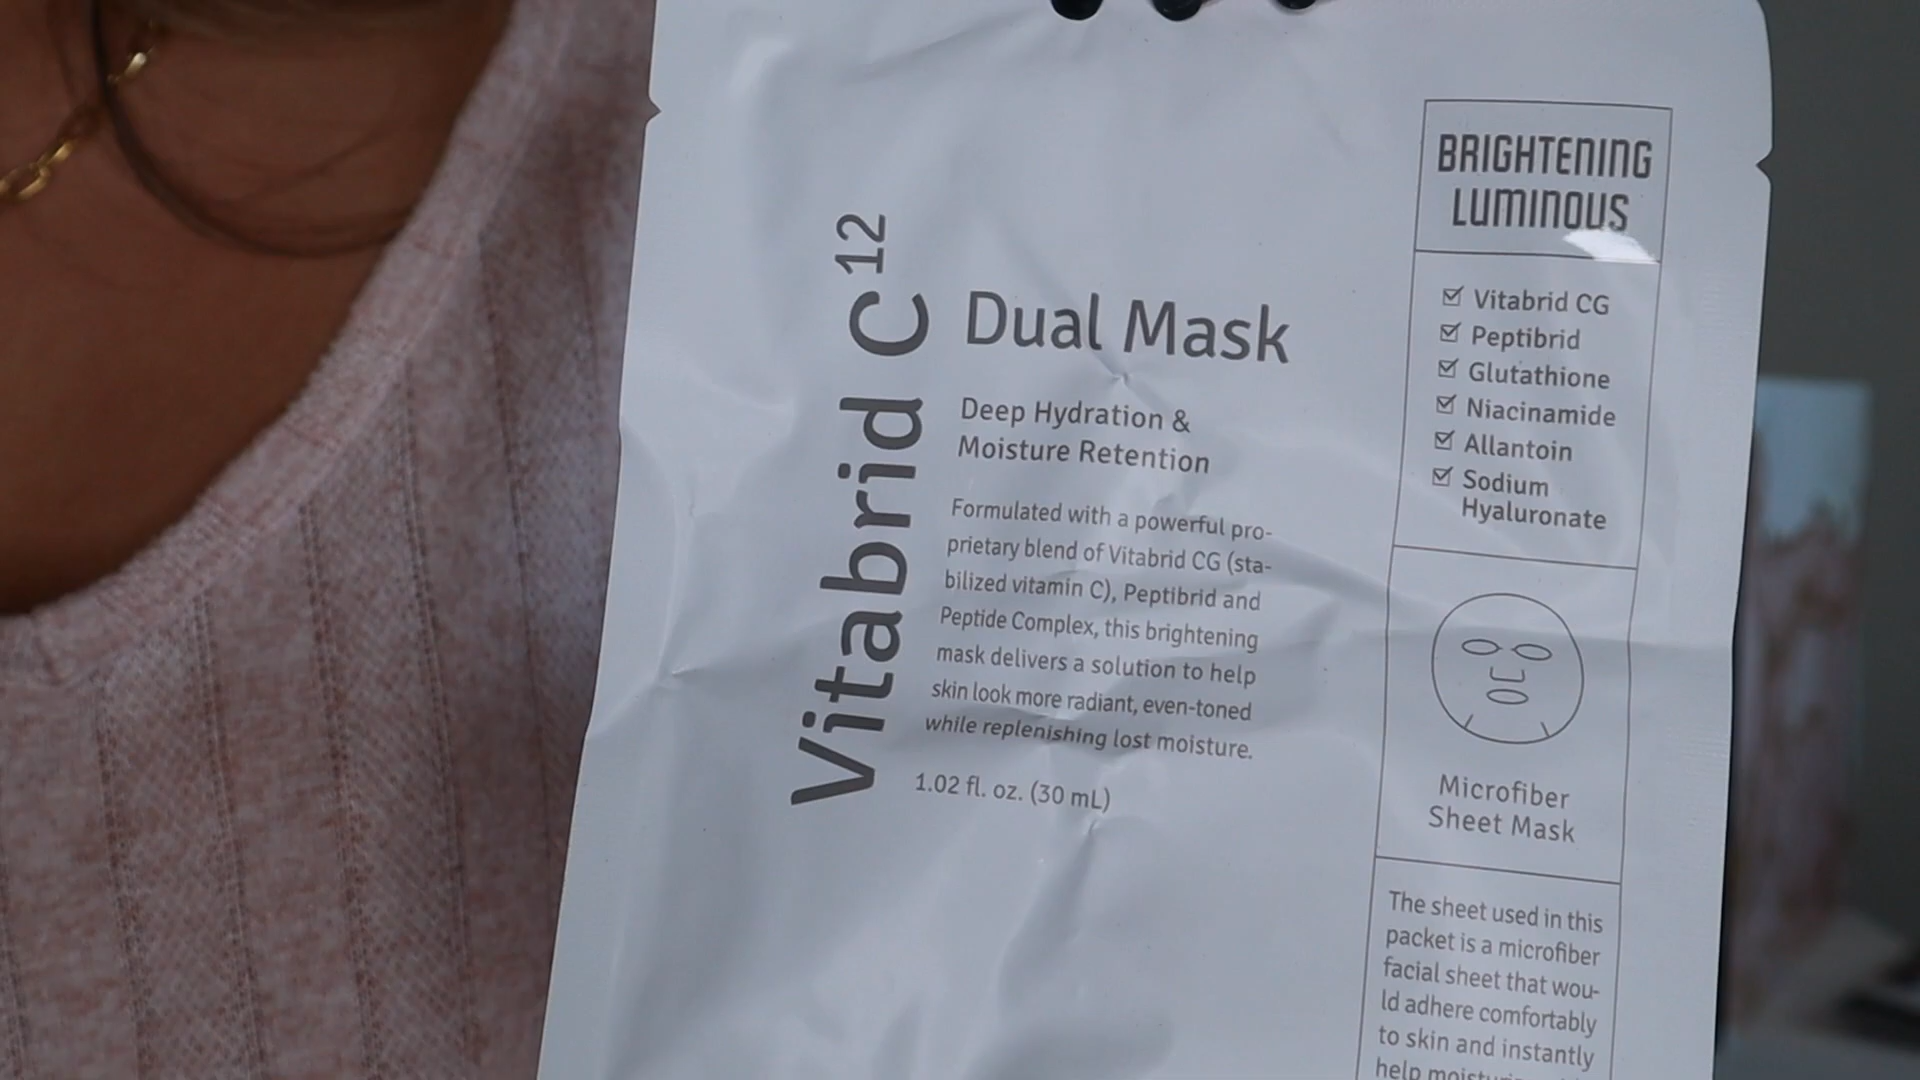 Vitabrid C12
Dual Mask
Deep Hydration &
Moisture Retention
Formulated with a powerful pro-
prietary blend of Vitabrid CG (sta-
bilized vitamin C), Peptibrid and
Peptide Complex, this brightening
mask delivers a solution to help
skin look more radiant, even-toned
while replenishing lost moisture.
1.02 fl. oz. (30 mL)
BRIGHTENING
LUMINOUS
Vitabrid CG
Peptibrid
Glutathione
Niacinamide
Allantoin
Sodium
Hyaluronate
Microfiber
Sheet Mask
The sheet used in this
packet is a microfiber
facial sheet that wou-
ld adhere comfortably
to skin and instantly
help